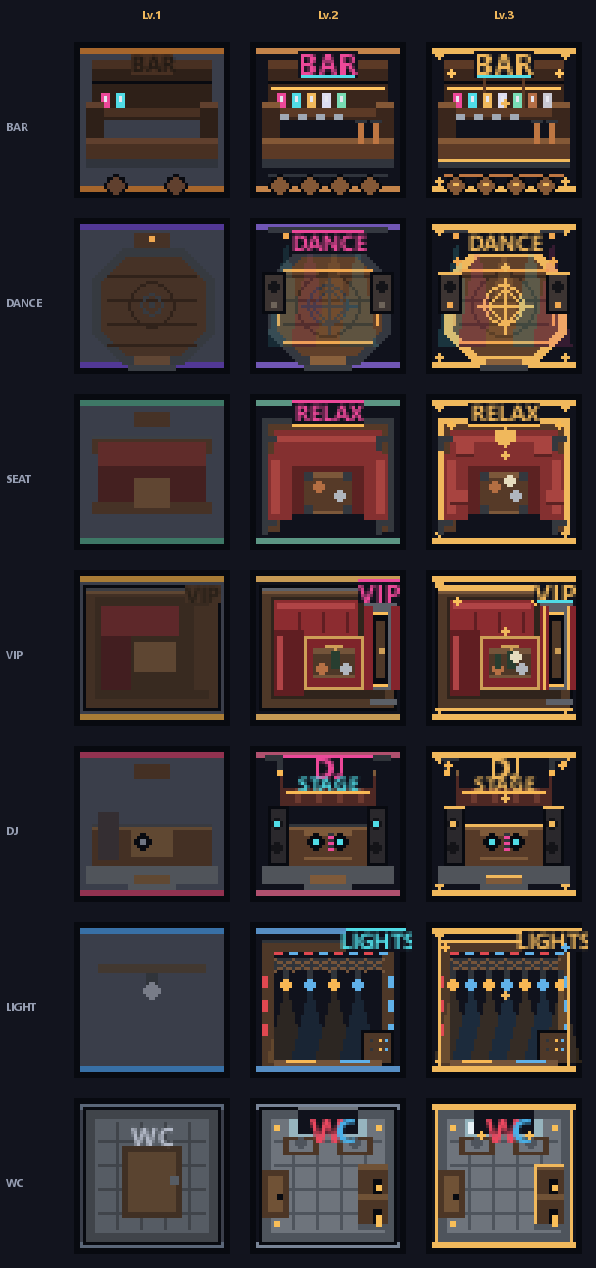 Lv.1 Lv.2 Lv.3
BAR BAR BAR BAR
DANCE DANCE DANCE
SEAT RELAX RELAX
VIP VIP VIP VIP
DJ DJ DJ
STAGE STAGE
LIGHT LIGHTS LIGHTS
WC WC WC WC